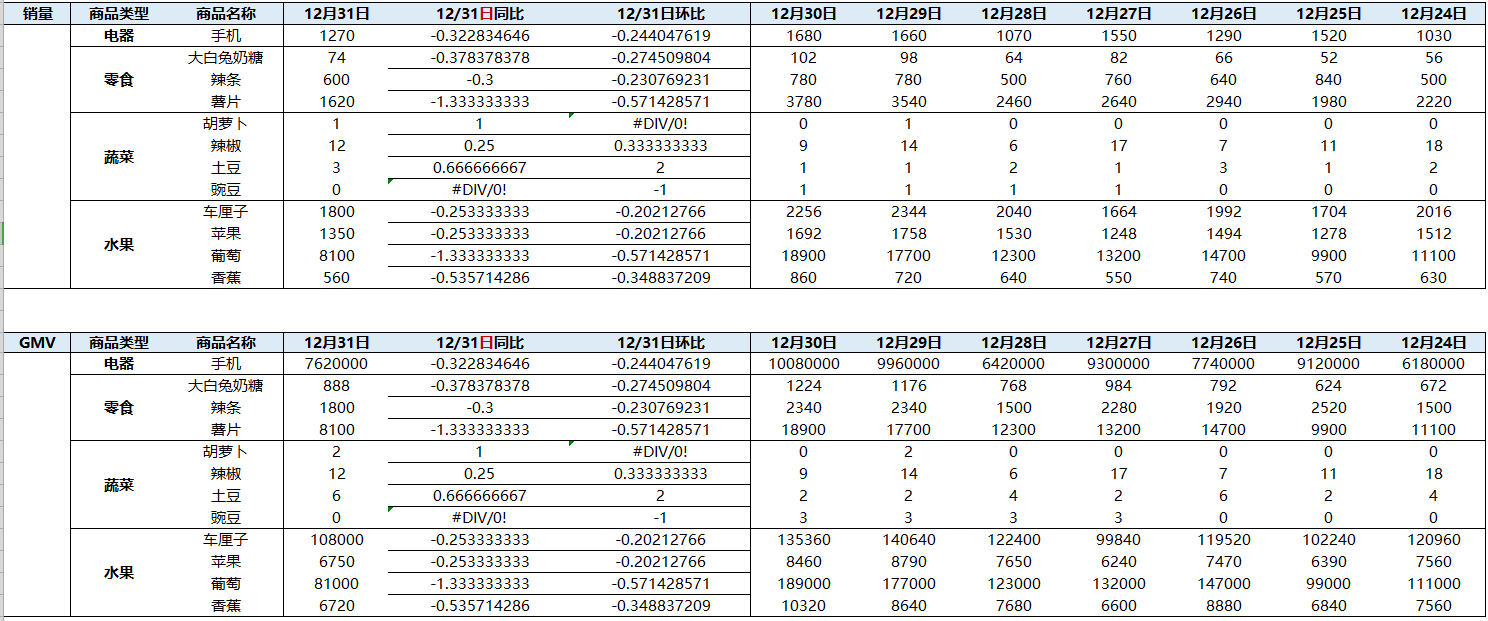 销量 商品类型 商品名称 12月31日 12/31日同比 12/31日环比 12月30日 12月29日 12月28日 12月27日 12月26日 12月25日 12月24日
电器 手机 1270 -0.322834646 -0.244047619 1680 1660 1070 1550 1290 1520 1030
大白兔奶糖 74 -0.378378378 -0.274509804 102 98 64 82 66 52 56
零食 辣条 600 -0.3 -0.230769231 780 780 500 760 640 840 500
薯片 1620 -1.333333333 -0.571428571 3780 3540 2460 2640 2940 1980 2220
胡萝卜 1 1 #DIV/0! 0 1 0 0 0 0 0
蔬菜 辣椒 12 0.25 0.333333333 9 14 6 17 7 11 18
土豆 3 0.666666667 2 1 1 2 1 3 1 2
豌豆 0 #DIV/0! -1 1 1 1 1 0 0 0
车厘子 1800 -0.253333333 -0.20212766 2256 2344 2040 1664 1992 1704 2016
水果 苹果 1350 -0.253333333 -0.20212766 1692 1758 1530 1248 1494 1278 1512
葡萄 8100 -1.333333333 -0.571428571 18900 17700 12300 13200 14700 9900 11100
香蕉 560 -0.535714286 -0.348837209 860 720 640 550 740 570 630
GMV 商品类型 商品名称 12月31日 12/31日同比 12/31日环比 12月30日 12月29日 12月28日 12月27日 12月26日 12月25日 12月24日
电器 手机 7620000 -0.322834646 -0.244047619 10080000 9960000 6420000 9300000 7740000 9120000 6180000
大白兔奶糖 888 -0.378378378 -0.274509804 1224 1176 768 984 792 624 672
零食 辣条 1800 -0.3 -0.230769231 2340 2340 1500 2280 1920 2520 1500
薯片 8100 -1.333333333 -0.571428571 18900 17700 12300 13200 14700 9900 11100
胡萝卜 2 1 #DIV/0! 0 2 0 0 0 0 0
蔬菜 辣椒 12 0.25 0.333333333 9 14 6 17 7 11 18
土豆 6 0.666666667 2 2 2 4 2 6 2 4
豌豆 0 #DIV/0! -1 3 3 3 3 0 0 0
车厘子 108000 -0.253333333 -0.20212766 135360 140640 122400 99840 119520 102240 120960
水果 苹果 6750 -0.253333333 -0.20212766 8460 8790 7650 6240 7470 6390 7560
葡萄 81000 -1.333333333 -0.571428571 189000 177000 123000 132000 147000 99000 111000
香蕉 6720 -0.535714286 -0.348837209 10320 8640 7680 6600 8880 6840 7560